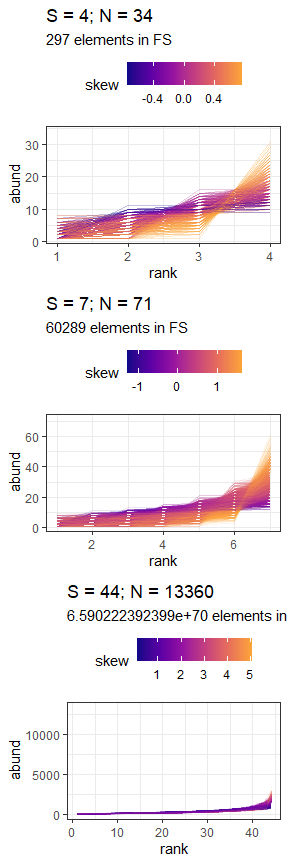 S = 4; N = 34
297 elements in FS
skew
-0.4 0.0 0.4
30
20
10
0
abund
1 2 3 4
rank
S = 7; N = 71
60289 elements in FS
skew
-1 0 1
60
40
20
0
abund
2 4 6
rank
S = 44; N = 13360
6.590222392399e+70 elements in
skew
1 2 3 4 5
10000
5000
0
abund
0 10 20 30 40
rank